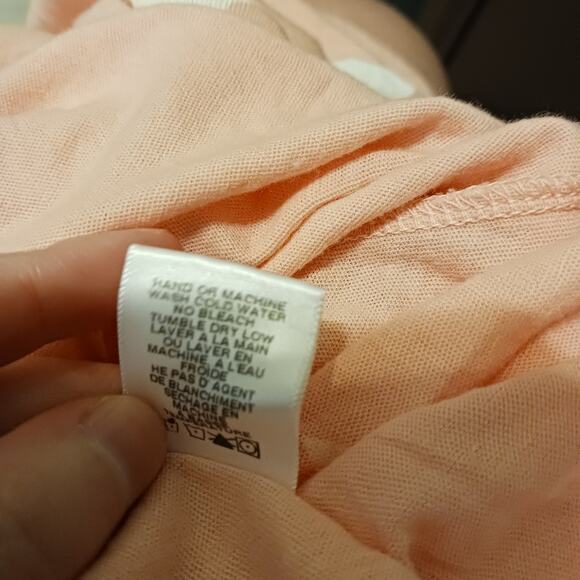 HAND OR MACHINE
WASH COLD WATER
NO BLEACH
TUMBLE DRY LOW
LAVER A LA MAIN
OU LAVER EN
MACHINE A L'EAU
FROIDE
HE PAS D'AGENT
DE BLANCHIMENT
SECHAGE EN
MACHINE